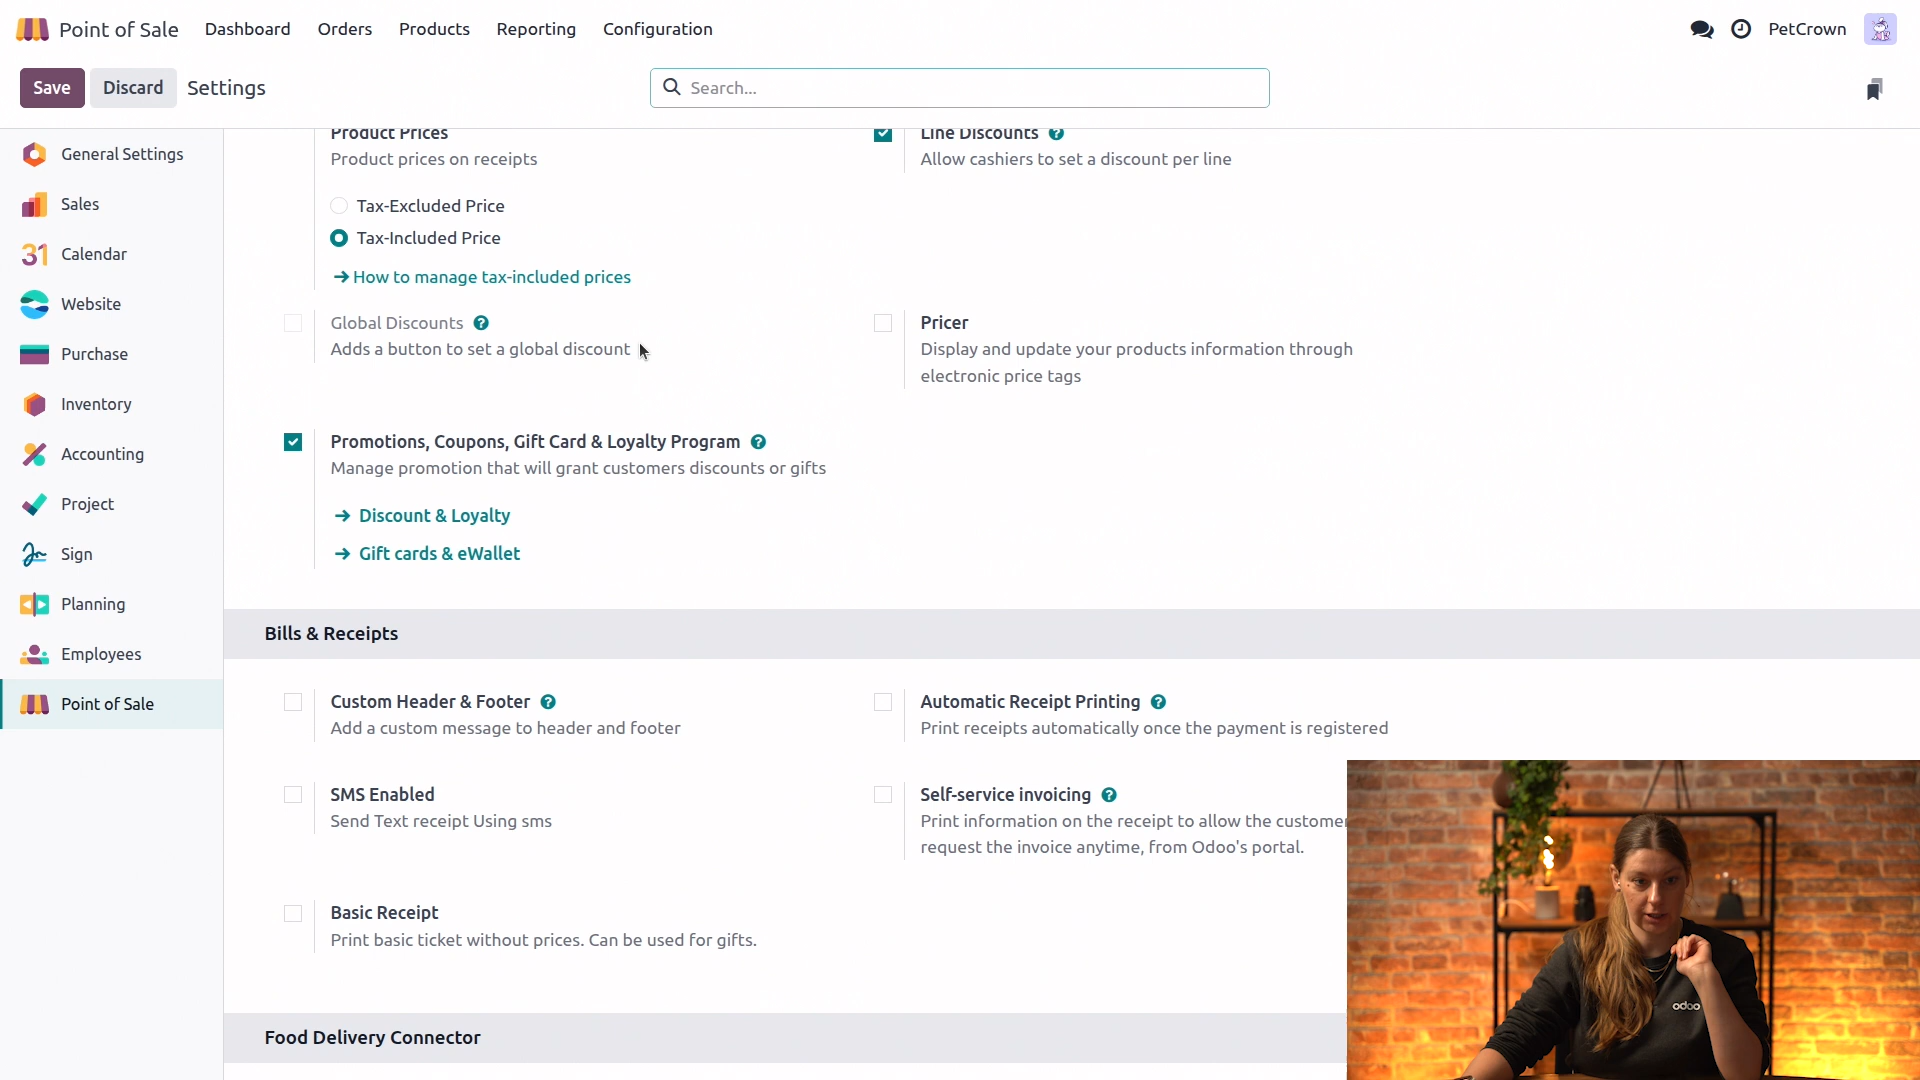 Point of Sale Dashboard Orders Products Reporting Configuration PetCrown
Save Discard Settings Search...
General Settings
Sales
Calendar
Website
Purchase
Inventory
Accounting
Project
Sign
Planning
Employees
Point of Sale
Product Prices
Product prices on receipts
Tax-Excluded Price
Tax-Included Price
How to manage tax-included prices
Line Discounts ?
Allow cashiers to set a discount per line
Global Discounts ?
Adds a button to set a global discount
Pricer
Display and update your products information through
electronic price tags
Promotions, Coupons, Gift Card & Loyalty Program ?
Manage promotion that will grant customers discounts or gifts
Discount & Loyalty
Gift cards & eWallet
Bills & Receipts
Custom Header & Footer ?
Add a custom message to header and footer
Automatic Receipt Printing ?
Print receipts automatically once the payment is registered
SMS Enabled
Send Text receipt Using sms
Self-service invoicing ?
Print information on the receipt to allow the customer
request the invoice anytime, from Odoo's portal.
Basic Receipt
Print basic ticket without prices. Can be used for gifts.
Food Delivery Connector
odoo